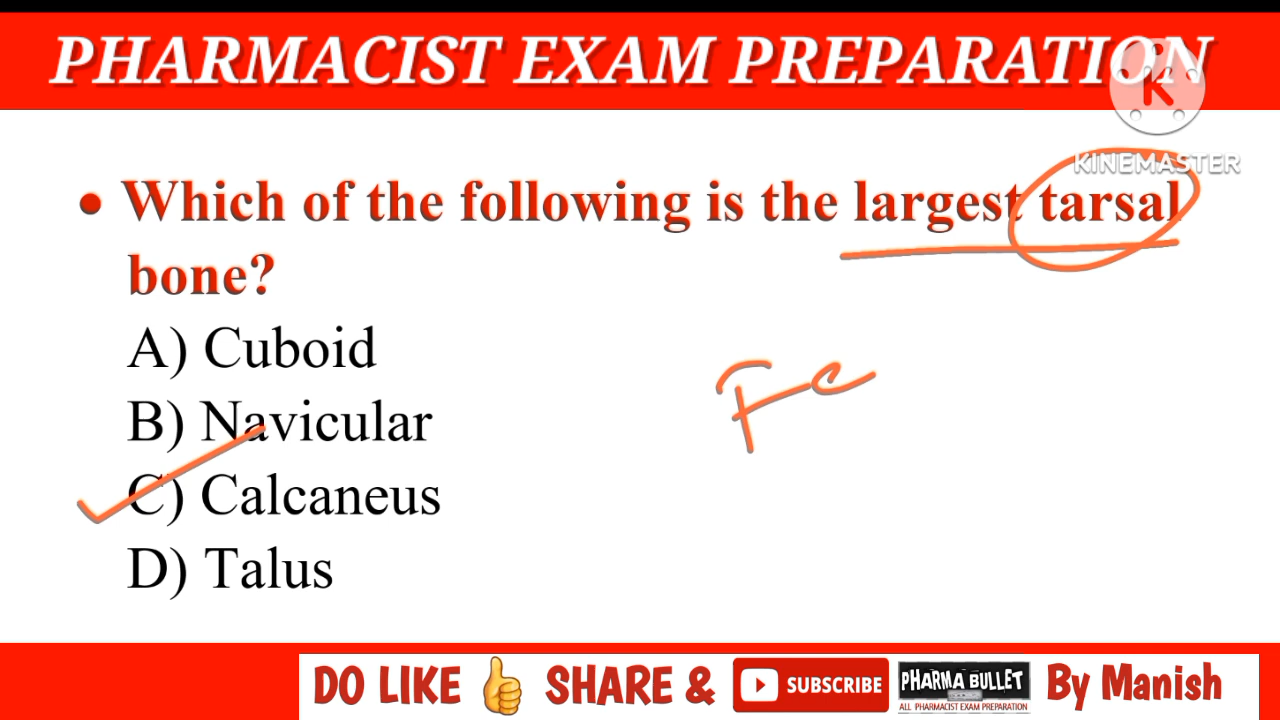 PHARMACIST EXAM PREPARATION
KINEMASTER
• Which of the following is the largest tarsal
bone?
A) Cuboid
B) Navicular
C) Calcaneus
D) Talus
DO LIKE SHARE & SUBSCRIBE PHARMA BULLET By Manish
ALL PHARMACIST EXAM PREPARATION